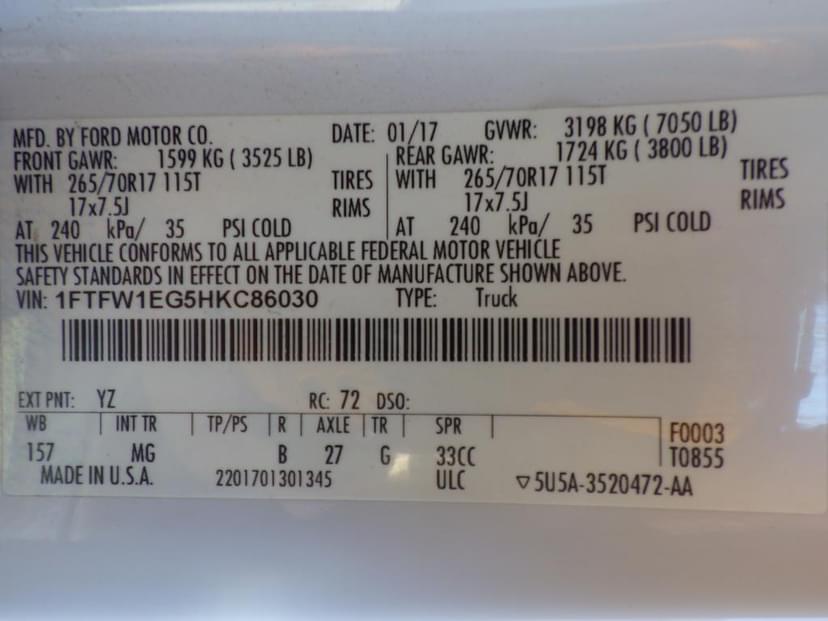 MFD. BY FORD MOTOR CO. DATE: 01/17 GVWR: 3198 KG ( 7050 LB)
FRONT GAWR: 1599 KG ( 3525 LB) REAR GAWR: 1724 KG ( 3800 LB)
WITH 265/70R17 115T TIRES WITH 265/70R17 115T TIRES
17x7.5J RIMS 17x7.5J RIMS
AT 240 kPa/ 35 PSI COLD AT 240 kPa/ 35 PSI COLD
THIS VEHICLE CONFORMS TO ALL APPLICABLE FEDERAL MOTOR VEHICLE
SAFETY STANDARDS IN EFFECT ON THE DATE OF MANUFACTURE SHOWN ABOVE.
VIN: 1FTFW1EG5HKC86030 TYPE: Truck
EXT PNT: YZ RC: 72 DSO:
WB INT TR TP/PS R AXLE TR SPR F0003
157 MG B 27 G 33CC T0855
MADE IN U.S.A. 2201701301345 ULC ▽5U5A-3520472-AA